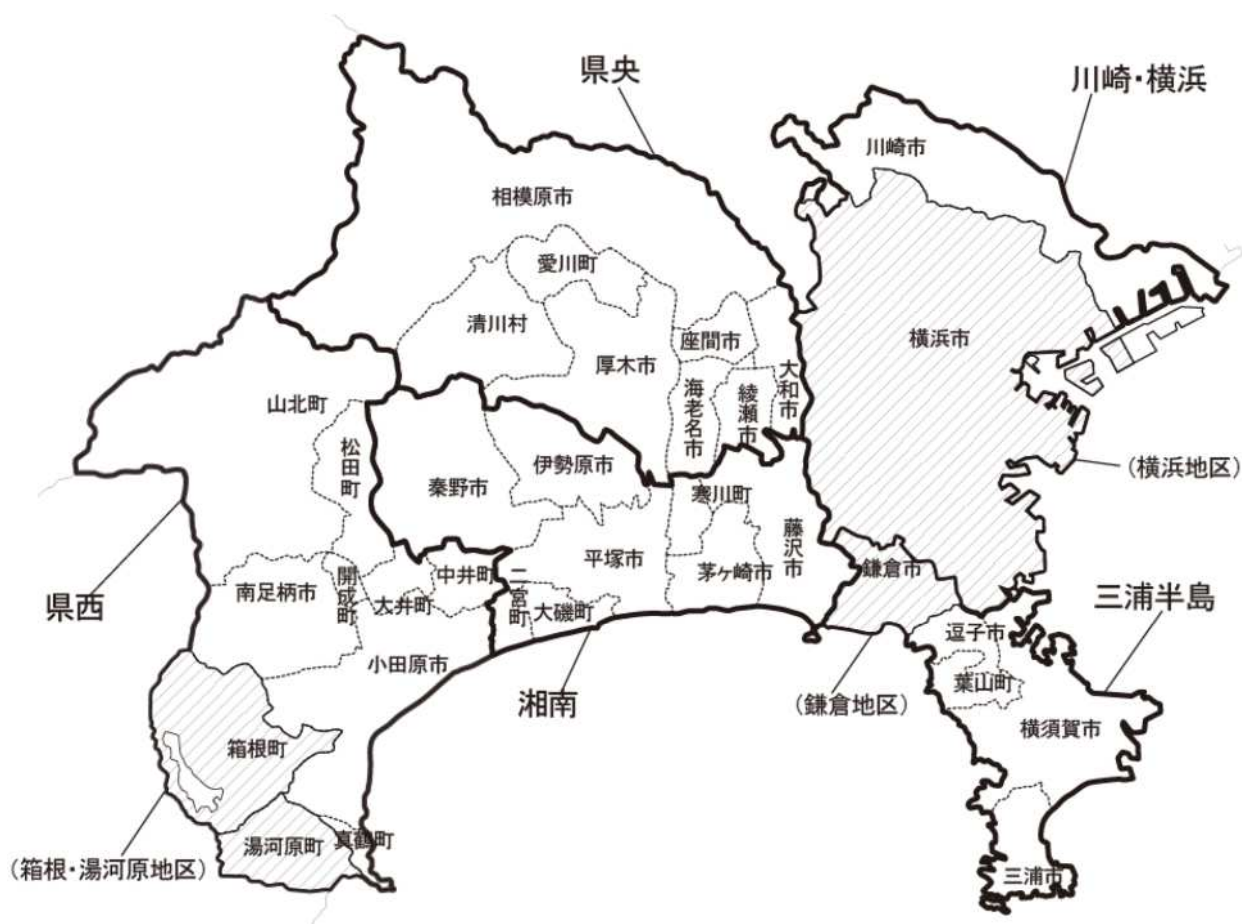 県央
川崎・横浜
川崎市
相模原市
愛川町
清川村
座間市
横浜市
厚木市
大和市
海老名市
綾瀬市
山北町
松田町
伊勢原市
秦野市
(横浜地区)
寒川町
藤沢市
平塚市
茅ヶ崎市
鎌倉市
中井町
二宮町
大磯町
南足柄市
開成町
大井町
県西
三浦半島
逗子市
小田原市
葉山町
湘南
(鎌倉地区)
横須賀市
箱根町
湯河原町
真鶴町
(箱根・湯河原地区)
三浦市